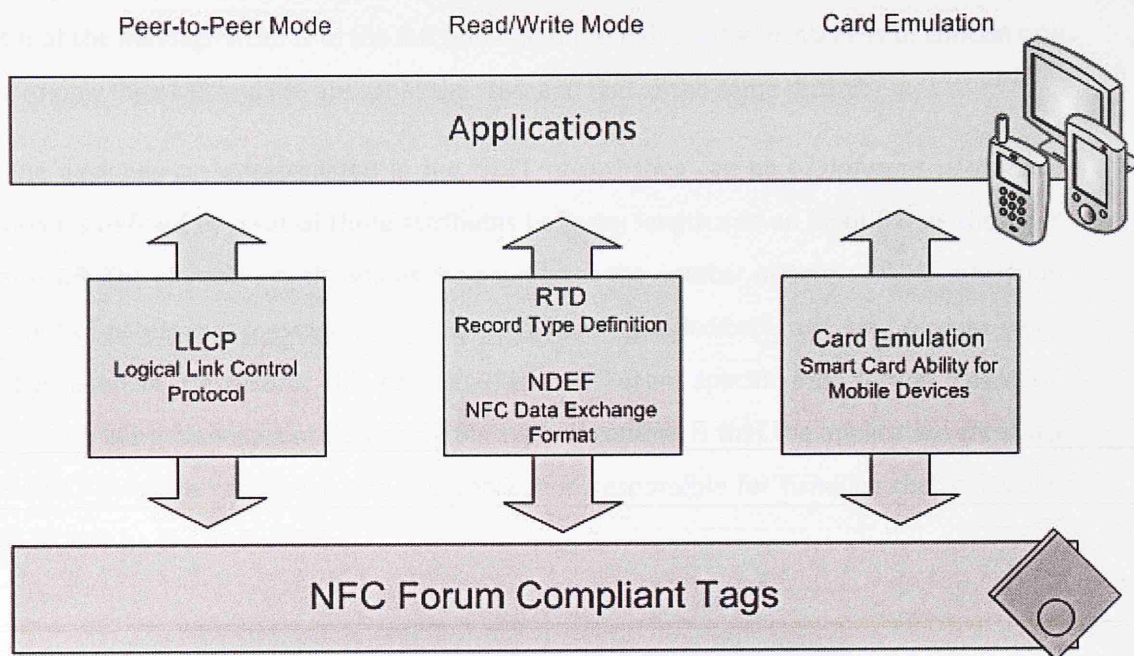 Peer-to-Peer Mode
Read/Write Mode
Card Emulation
Applications
LLCP
Logical Link Control
Protocol
RTD
Record Type Definition
NDEF
NFC Data Exchange
Format
Card Emulation
Smart Card Ability for
Mobile Devices
NFC Forum Compliant Tags